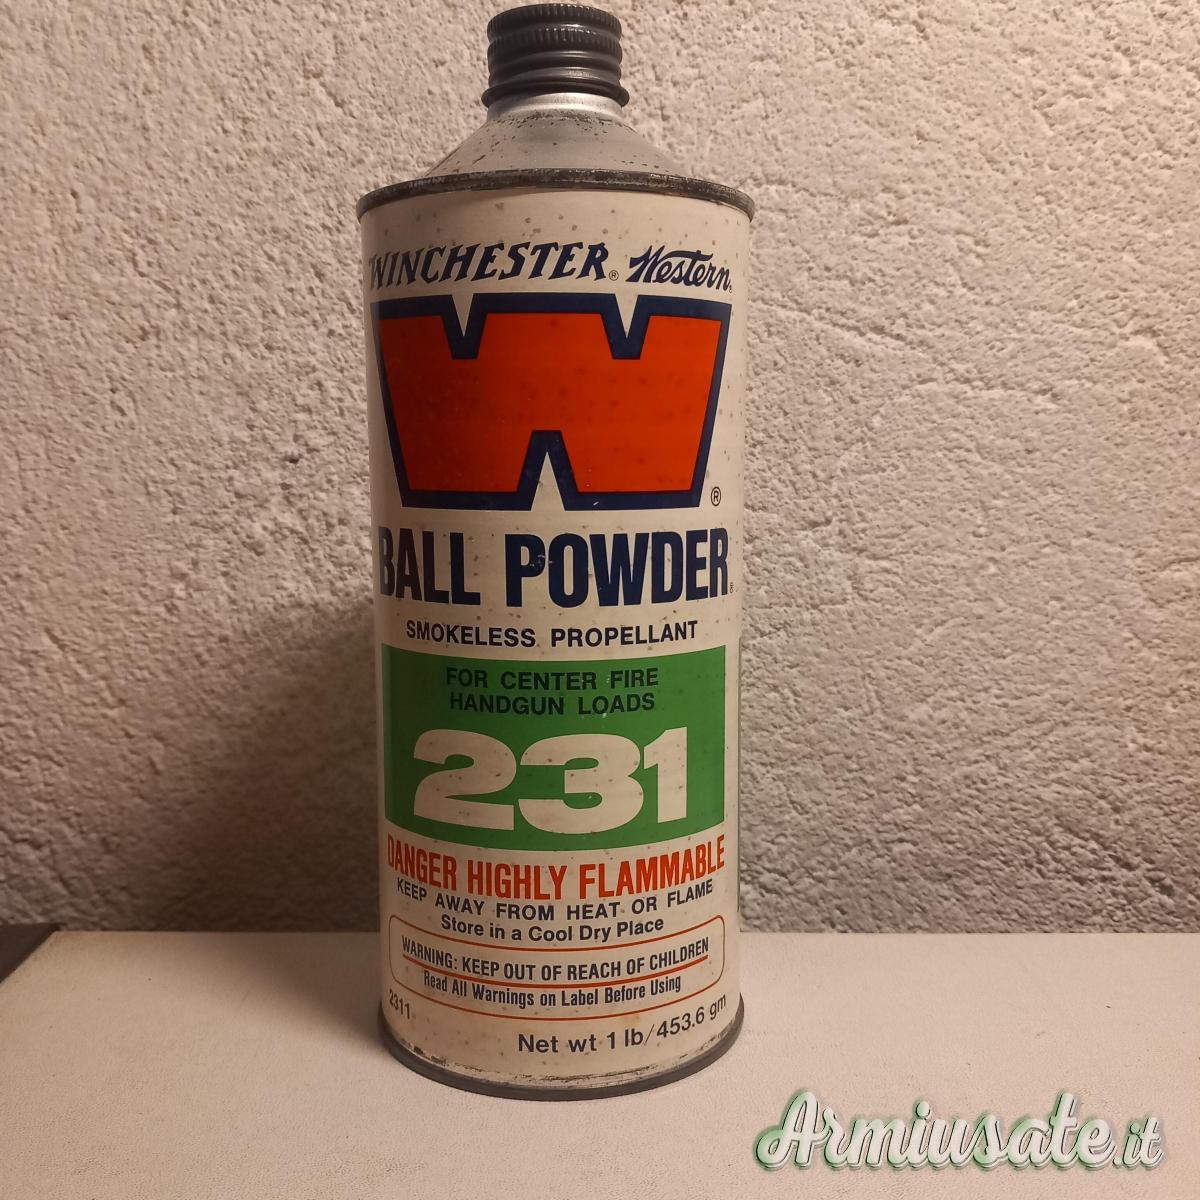 WINCHESTER® Western®
W®
BALL POWDER®
SMOKELESS PROPELLANT
FOR CENTER FIRE
HANDGUN LOADS
231
DANGER HIGHLY FLAMMABLE
KEEP AWAY FROM HEAT OR FLAME
Store in a Cool Dry Place
WARNING: KEEP OUT OF REACH OF CHILDREN
Read All Warnings on Label Before Using
2311
Net wt 1 lb/453.6 gm
Armiusate.it